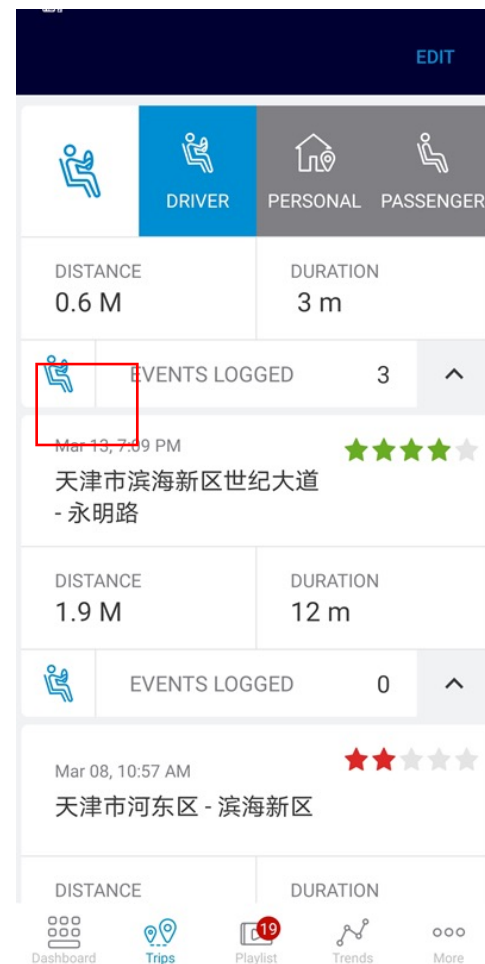 EDIT
DRIVER
PERSONAL
PASSENGER
DISTANCE
DURATION
0.6 M
3 m
EVENTS LOGGED
3
Mar 13, 7:09 PM
天津市滨海新区世纪大道
- 永明路
DISTANCE
DURATION
1.9 M
12 m
EVENTS LOGGED
0
Mar 08, 10:57 AM
天津市河东区 - 滨海新区
DISTANCE
DURATION
19
Dashboard
Trips
Playlist
Trends
More